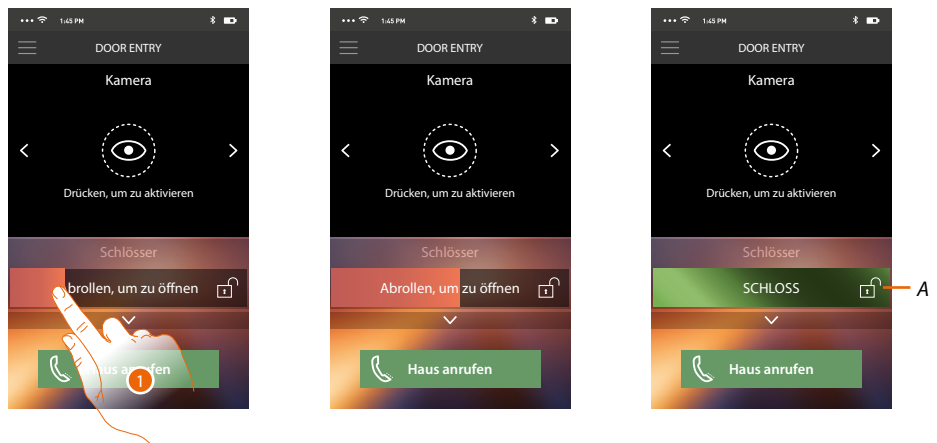 1:45 PM
DOOR ENTRY
Kamera
Drücken, um zu aktivieren
Schlösser
brollen, um zu öffnen
Haus anrufen
1
1:45 PM
DOOR ENTRY
Kamera
Drücken, um zu aktivieren
Schlösser
Abrollen, um zu öffnen
Haus anrufen
1:45 PM
DOOR ENTRY
Kamera
Drücken, um zu aktivieren
Schlösser
SCHLOSS
A
Haus anrufen